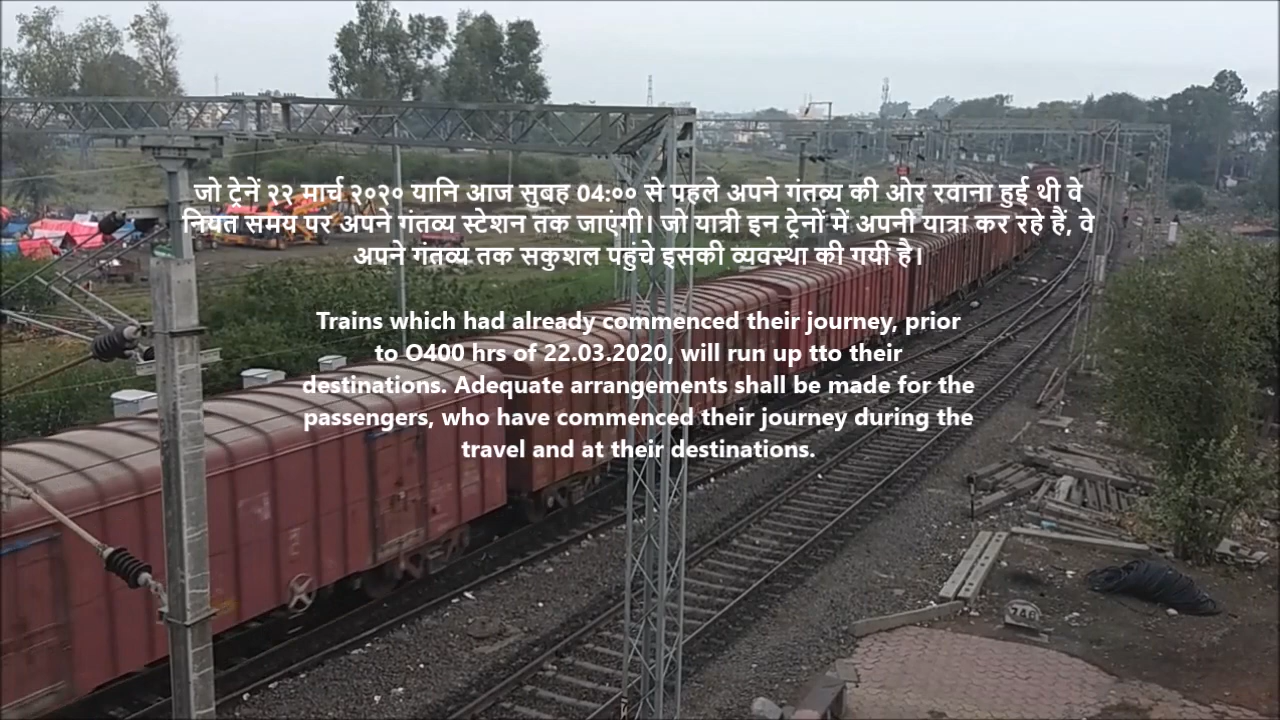 जो ट्रेनें २२ मार्च २०२० यानि आज सुबह 04:०० से पहले अपने गंतव्य की ओर रवाना हुई थी वे
नियत समय पर अपने गंतव्य स्टेशन तक जाएंगी। जो यात्री इन ट्रेनों में अपनी यात्रा कर रहे हैं, वे
अपने गंतव्य तक सकुशल पहुंचे इसकी व्यवस्था की गयी है।
Trains which had already commenced their journey, prior
to O400 hrs of 22.03.2020, will run up tto their
destinations. Adequate arrangements shall be made for the
passengers, who have commenced their journey during the
travel and at their destinations.